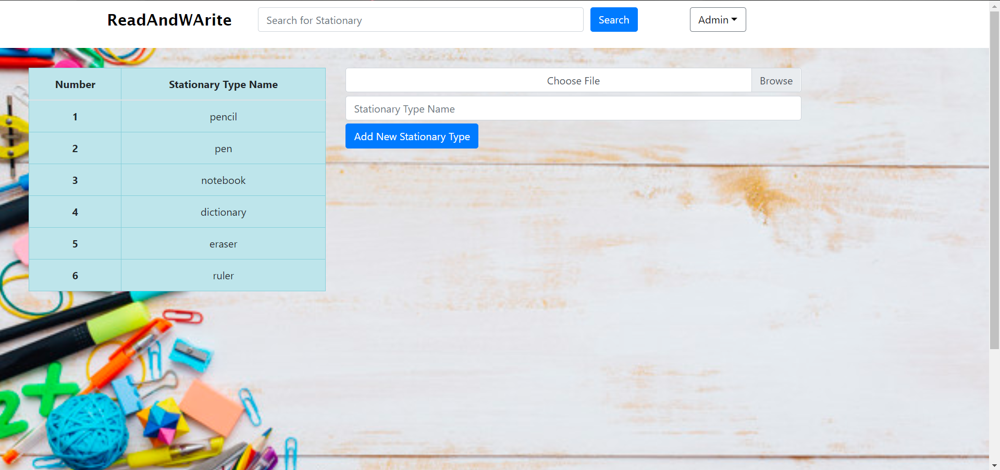 ReadAndWArite
Search for Stationary
Search
Admin
Number Stationary Type Name
1 pencil
2 pen
3 notebook
4 dictionary
5 eraser
6 ruler
Choose File Browse
Stationary Type Name
Add New Stationary Type